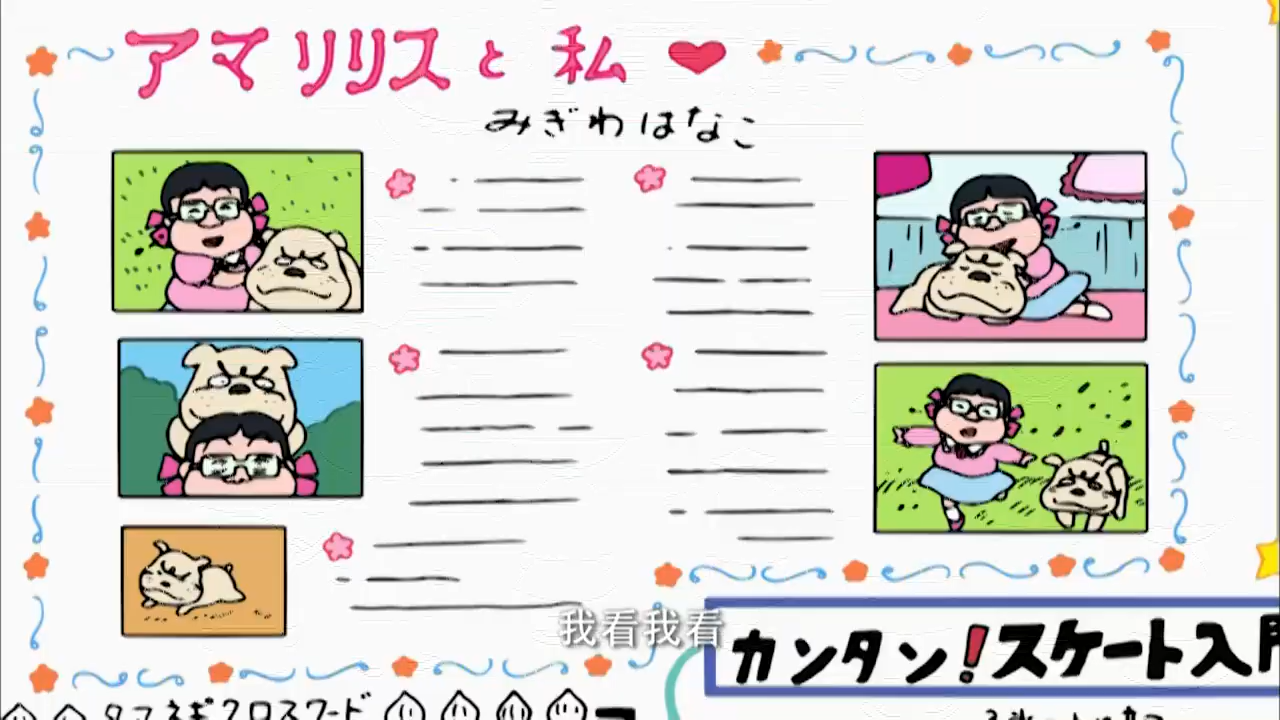 アマリリスと私
みぎわはなこ
我看我看
カンタン!スケート入門
タマネギクロスワード